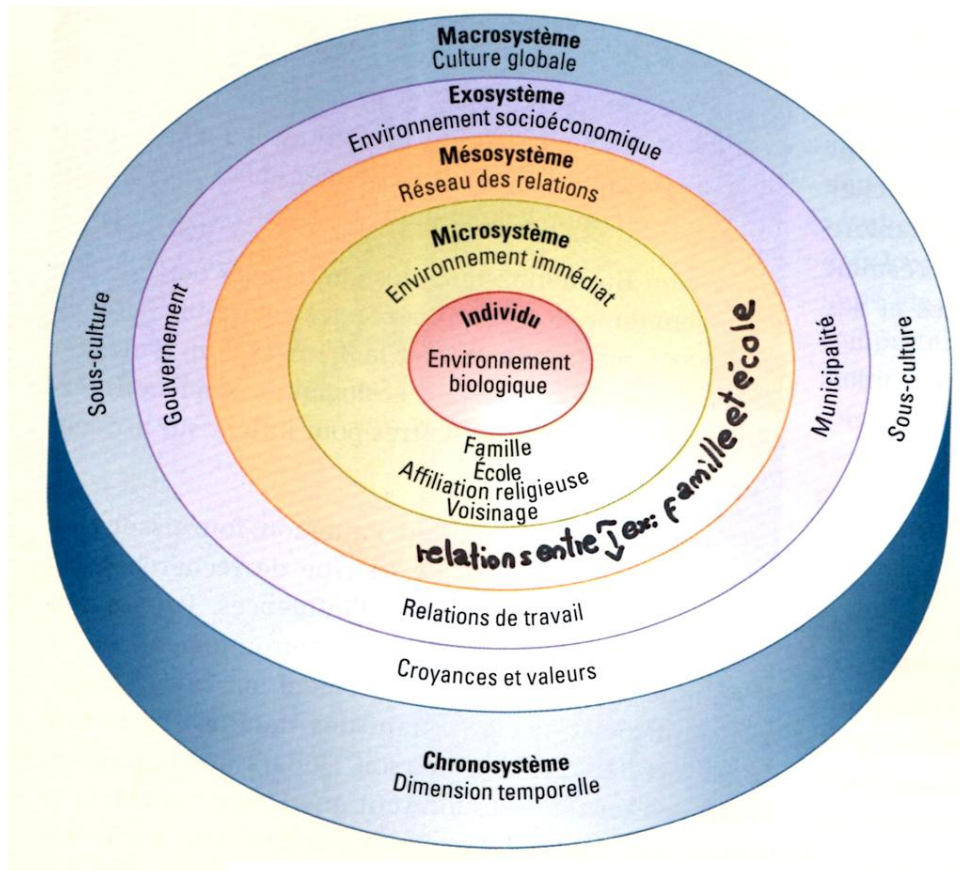 Macrosystème
Culture globale
Exosystème
Environnement socioéconomique
Mésosystème
Réseau des relations
Microsystème
Environnement immédiat
Individu
Environnement
biologique
Famille
École
Affiliation religieuse
Voisinage
relations entre ex: famille et école
Sous-culture
Gouvernement
Municipalité
Sous-culture
Relations de travail
Croyances et valeurs
Chronosystème
Dimension temporelle